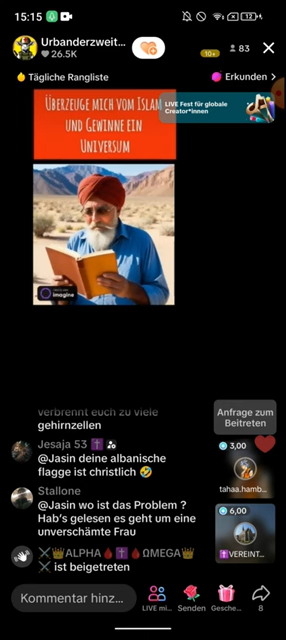 15:15
12
Urbanderzweit...
26.5K
10+
83
Tägliche Rangliste
Erkunden >
ÜBERZEUGE MICH VOM ISLAM
UND GEWINNE EIN
UNIVERSUM
LIVE Fest für globale
Creator*innen
imagine
verbrennt euch zu viele
gehirnzellen
Jesaja 53
@Jasin deine albanische
flagge ist christlich 🤣
Stallone
@Jasin wo ist das Problem ?
Hab's gelesen es geht um eine
unverschämte Frau
⚔️👑ALPHA🩸✝️🩸ΩMEGA👑
⚔️ ist beigetreten
Anfrage zum
Beitreten
3,00
tahaa.hamb...
6,00
✝️VEREINT...
Kommentar hinz...
LIVE mi...
Senden
Gesche...
8